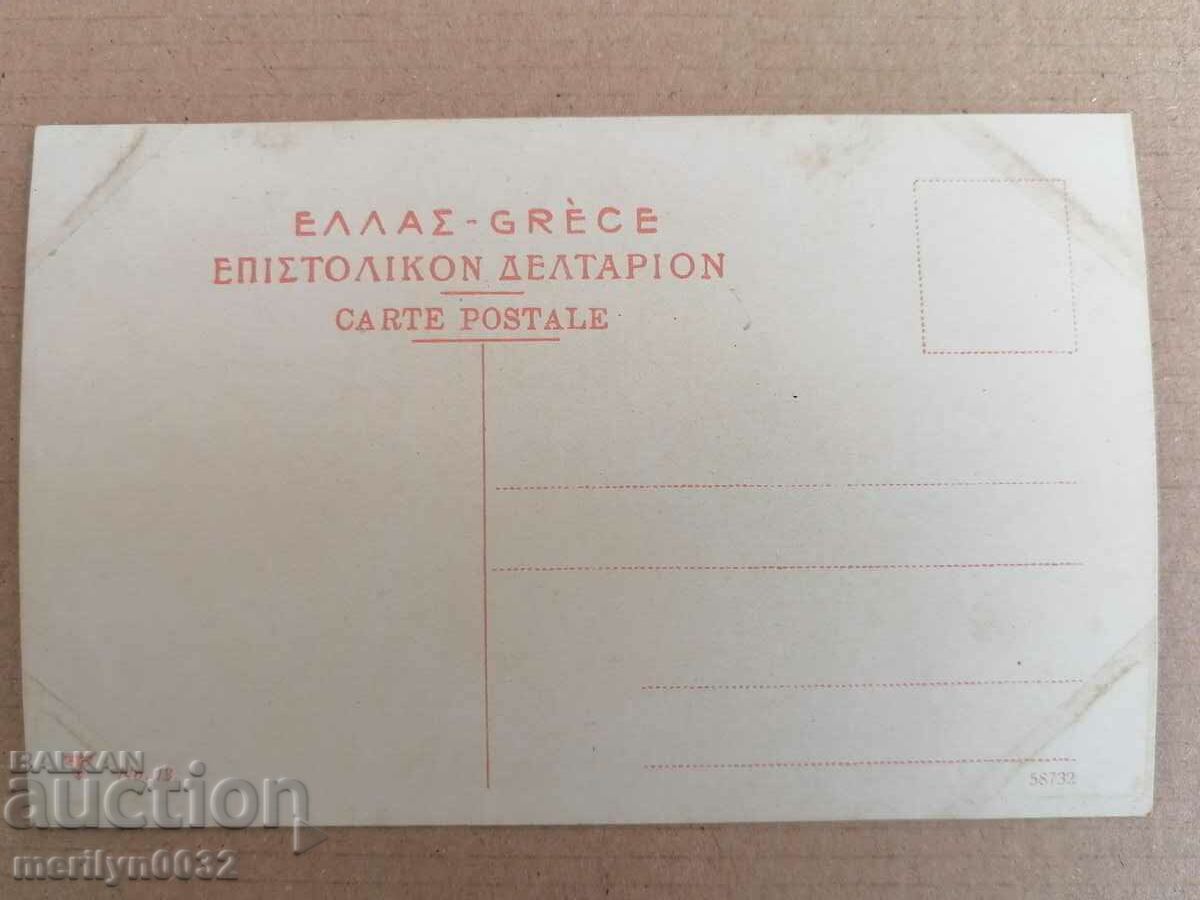 ΕΛΛΑΣ - GRÈCE
ΕΠΙΣΤΟΛΙΚΟΝ ΔΕΛΤΑΡΙΟΝ
CARTE POSTALE
58732
BALKAN
auction
merilyn0032